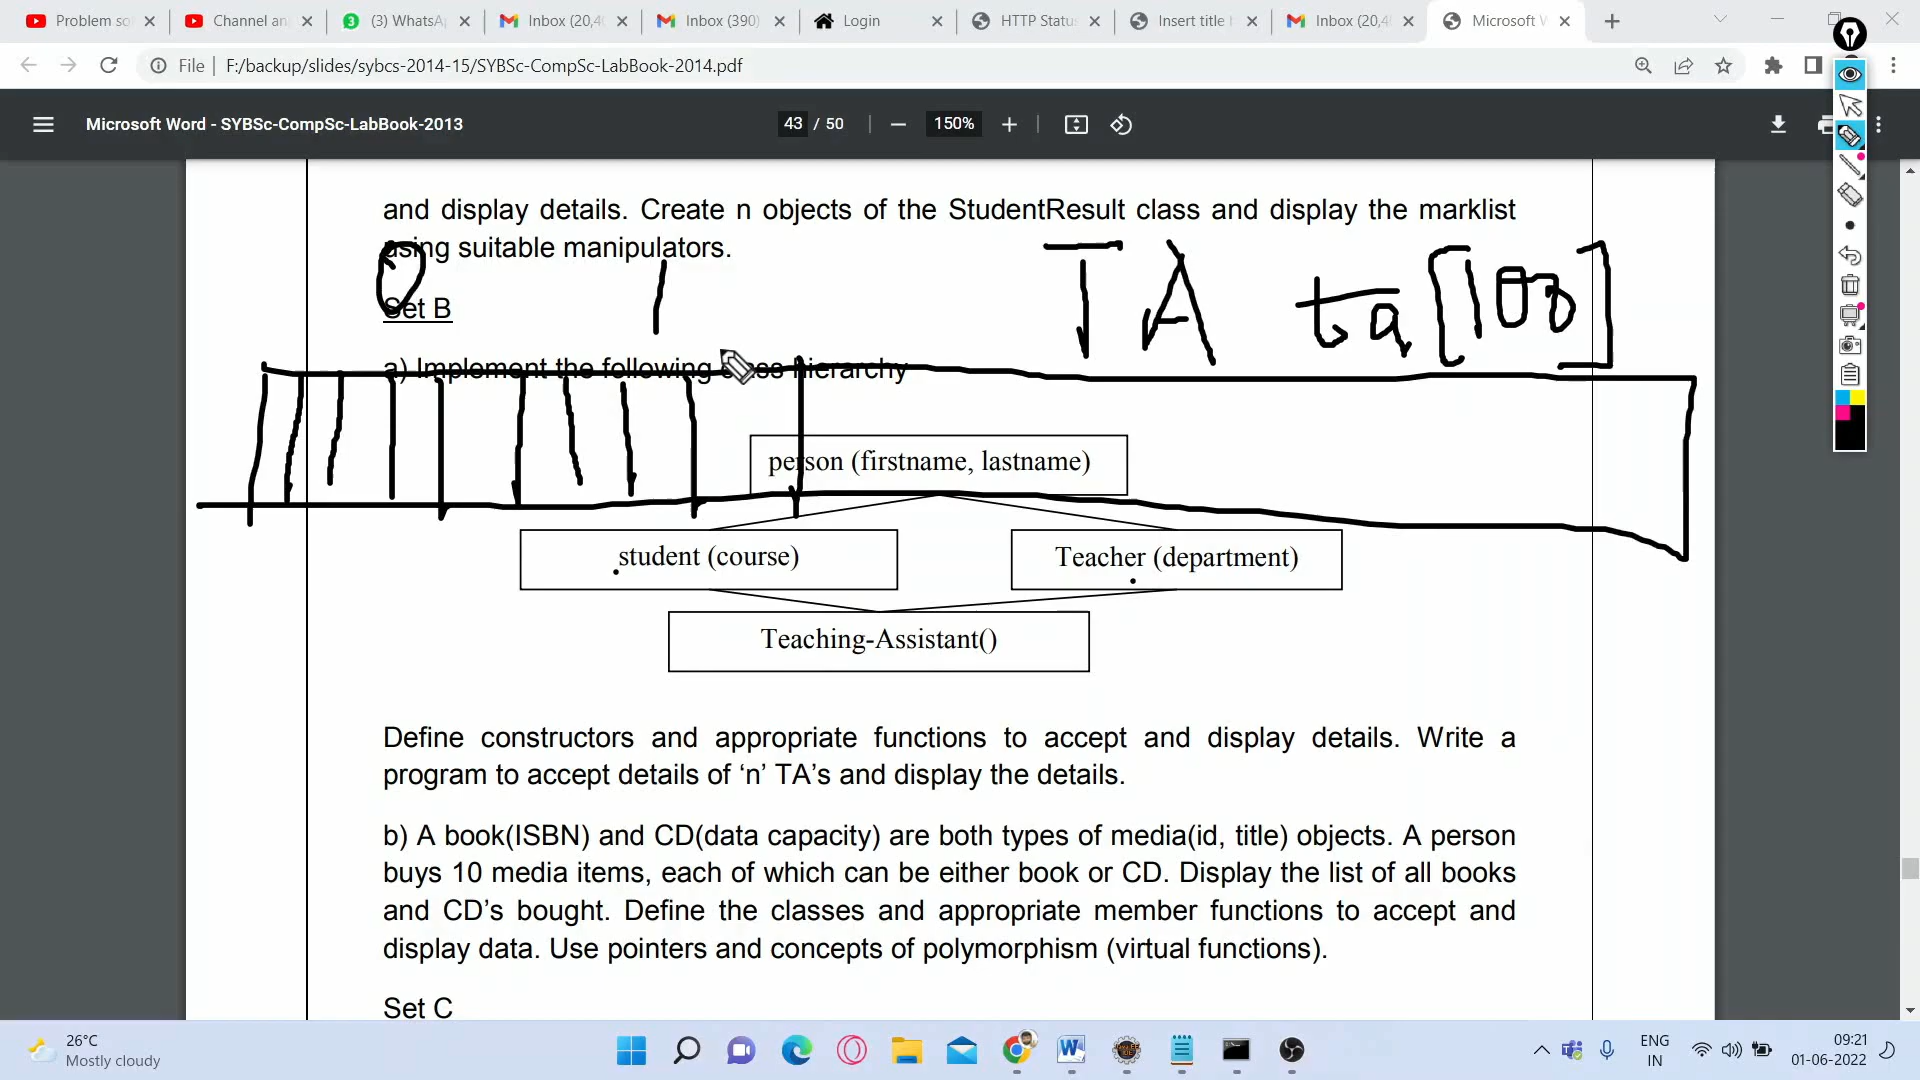 Problem so
Channel an
(3) WhatsA
Inbox (20,4
Inbox (390)
Login
HTTP Statu
Insert title h
Inbox (20,4
Microsoft W
File
F:/backup/slides/sybcs-2014-15/SYBSc-CompSc-LabBook-2014.pdf
Microsoft Word - SYBSc-CompSc-LabBook-2013
43 / 50
150%
and display details. Create n objects of the StudentResult class and display the marklist
using suitable manipulators.
0
1
TA ta[100]
Set B
a) Implement the following class hierarchy
person (firstname, lastname)
student (course)
Teacher (department)
Teaching-Assistant()
Define constructors and appropriate functions to accept and display details. Write a
program to accept details of ‘n’ TA’s and display the details.
b) A book(ISBN) and CD(data capacity) are both types of media(id, title) objects. A person
buys 10 media items, each of which can be either book or CD. Display the list of all books
and CD’s bought. Define the classes and appropriate member functions to accept and
display data. Use pointers and concepts of polymorphism (virtual functions).
Set C
26°C
Mostly cloudy
ENG
IN
09:21
01-06-2022